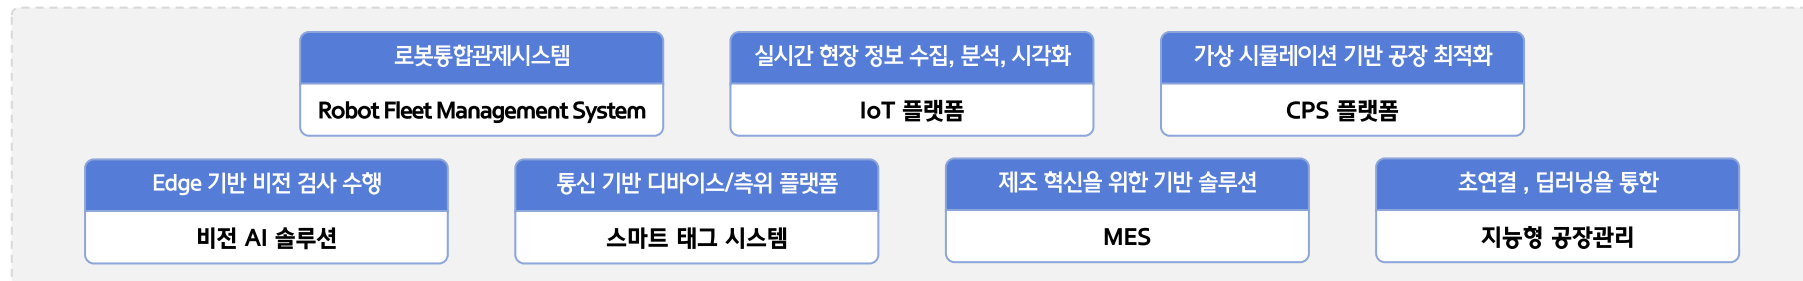 로봇통합관제시스템
Robot Fleet Management System
실시간 현장 정보 수집, 분석, 시각화
IoT 플랫폼
가상 시뮬레이션 기반 공장 최적화
CPS 플랫폼
Edge 기반 비전 검사 수행
비전 AI 솔루션
통신 기반 디바이스/측위 플랫폼
스마트 태그 시스템
제조 혁신을 위한 기반 솔루션
MES
초연결 , 딥러닝을 통한
지능형 공장관리